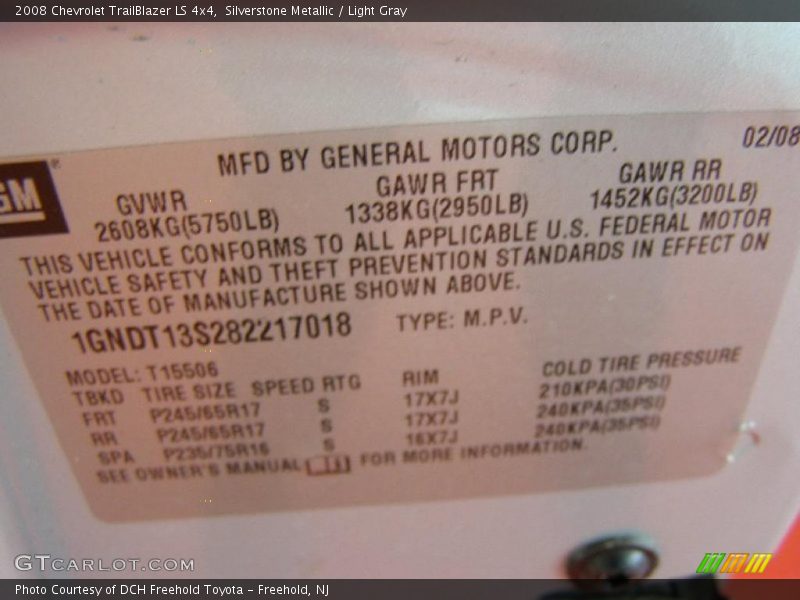 2008 Chevrolet TrailBlazer LS 4x4,  Silverstone Metallic / Light Gray
MFD BY GENERAL MOTORS CORP. 02/08
GM®
GVWR GAWR FRT GAWR RR
2608KG(5750LB) 1338KG(2950LB) 1452KG(3200LB)
THIS VEHICLE CONFORMS TO ALL APPLICABLE U.S. FEDERAL MOTOR
VEHICLE SAFETY AND THEFT PREVENTION STANDARDS IN EFFECT ON
THE DATE OF MANUFACTURE SHOWN ABOVE.
1GNDT13S282217018 TYPE: M.P.V.
MODEL: T15506
TBKD TIRE SIZE SPEED RTG RIM COLD TIRE PRESSURE
FRT P245/65R17 S 17X7J 210KPA(30PSI)
RR P245/65R17 S 17X7J 240KPA(35PSI)
SPA P235/75R16 S 16X7J 240KPA(35PSI)
SEE OWNER'S MANUAL FOR MORE INFORMATION.
GTCARLOT.COM
Photo Courtesy of DCH Freehold Toyota - Freehold, NJ